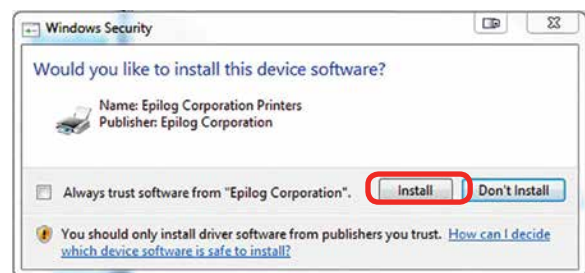 Windows Security
Would you like to install this device software?
Name: Epilog Corporation Printers
Publisher: Epilog Corporation
Always trust software from "Epilog Corporation".
Install
Don't Install
You should only install driver software from publishers you trust. How can I decide
which device software is safe to install?